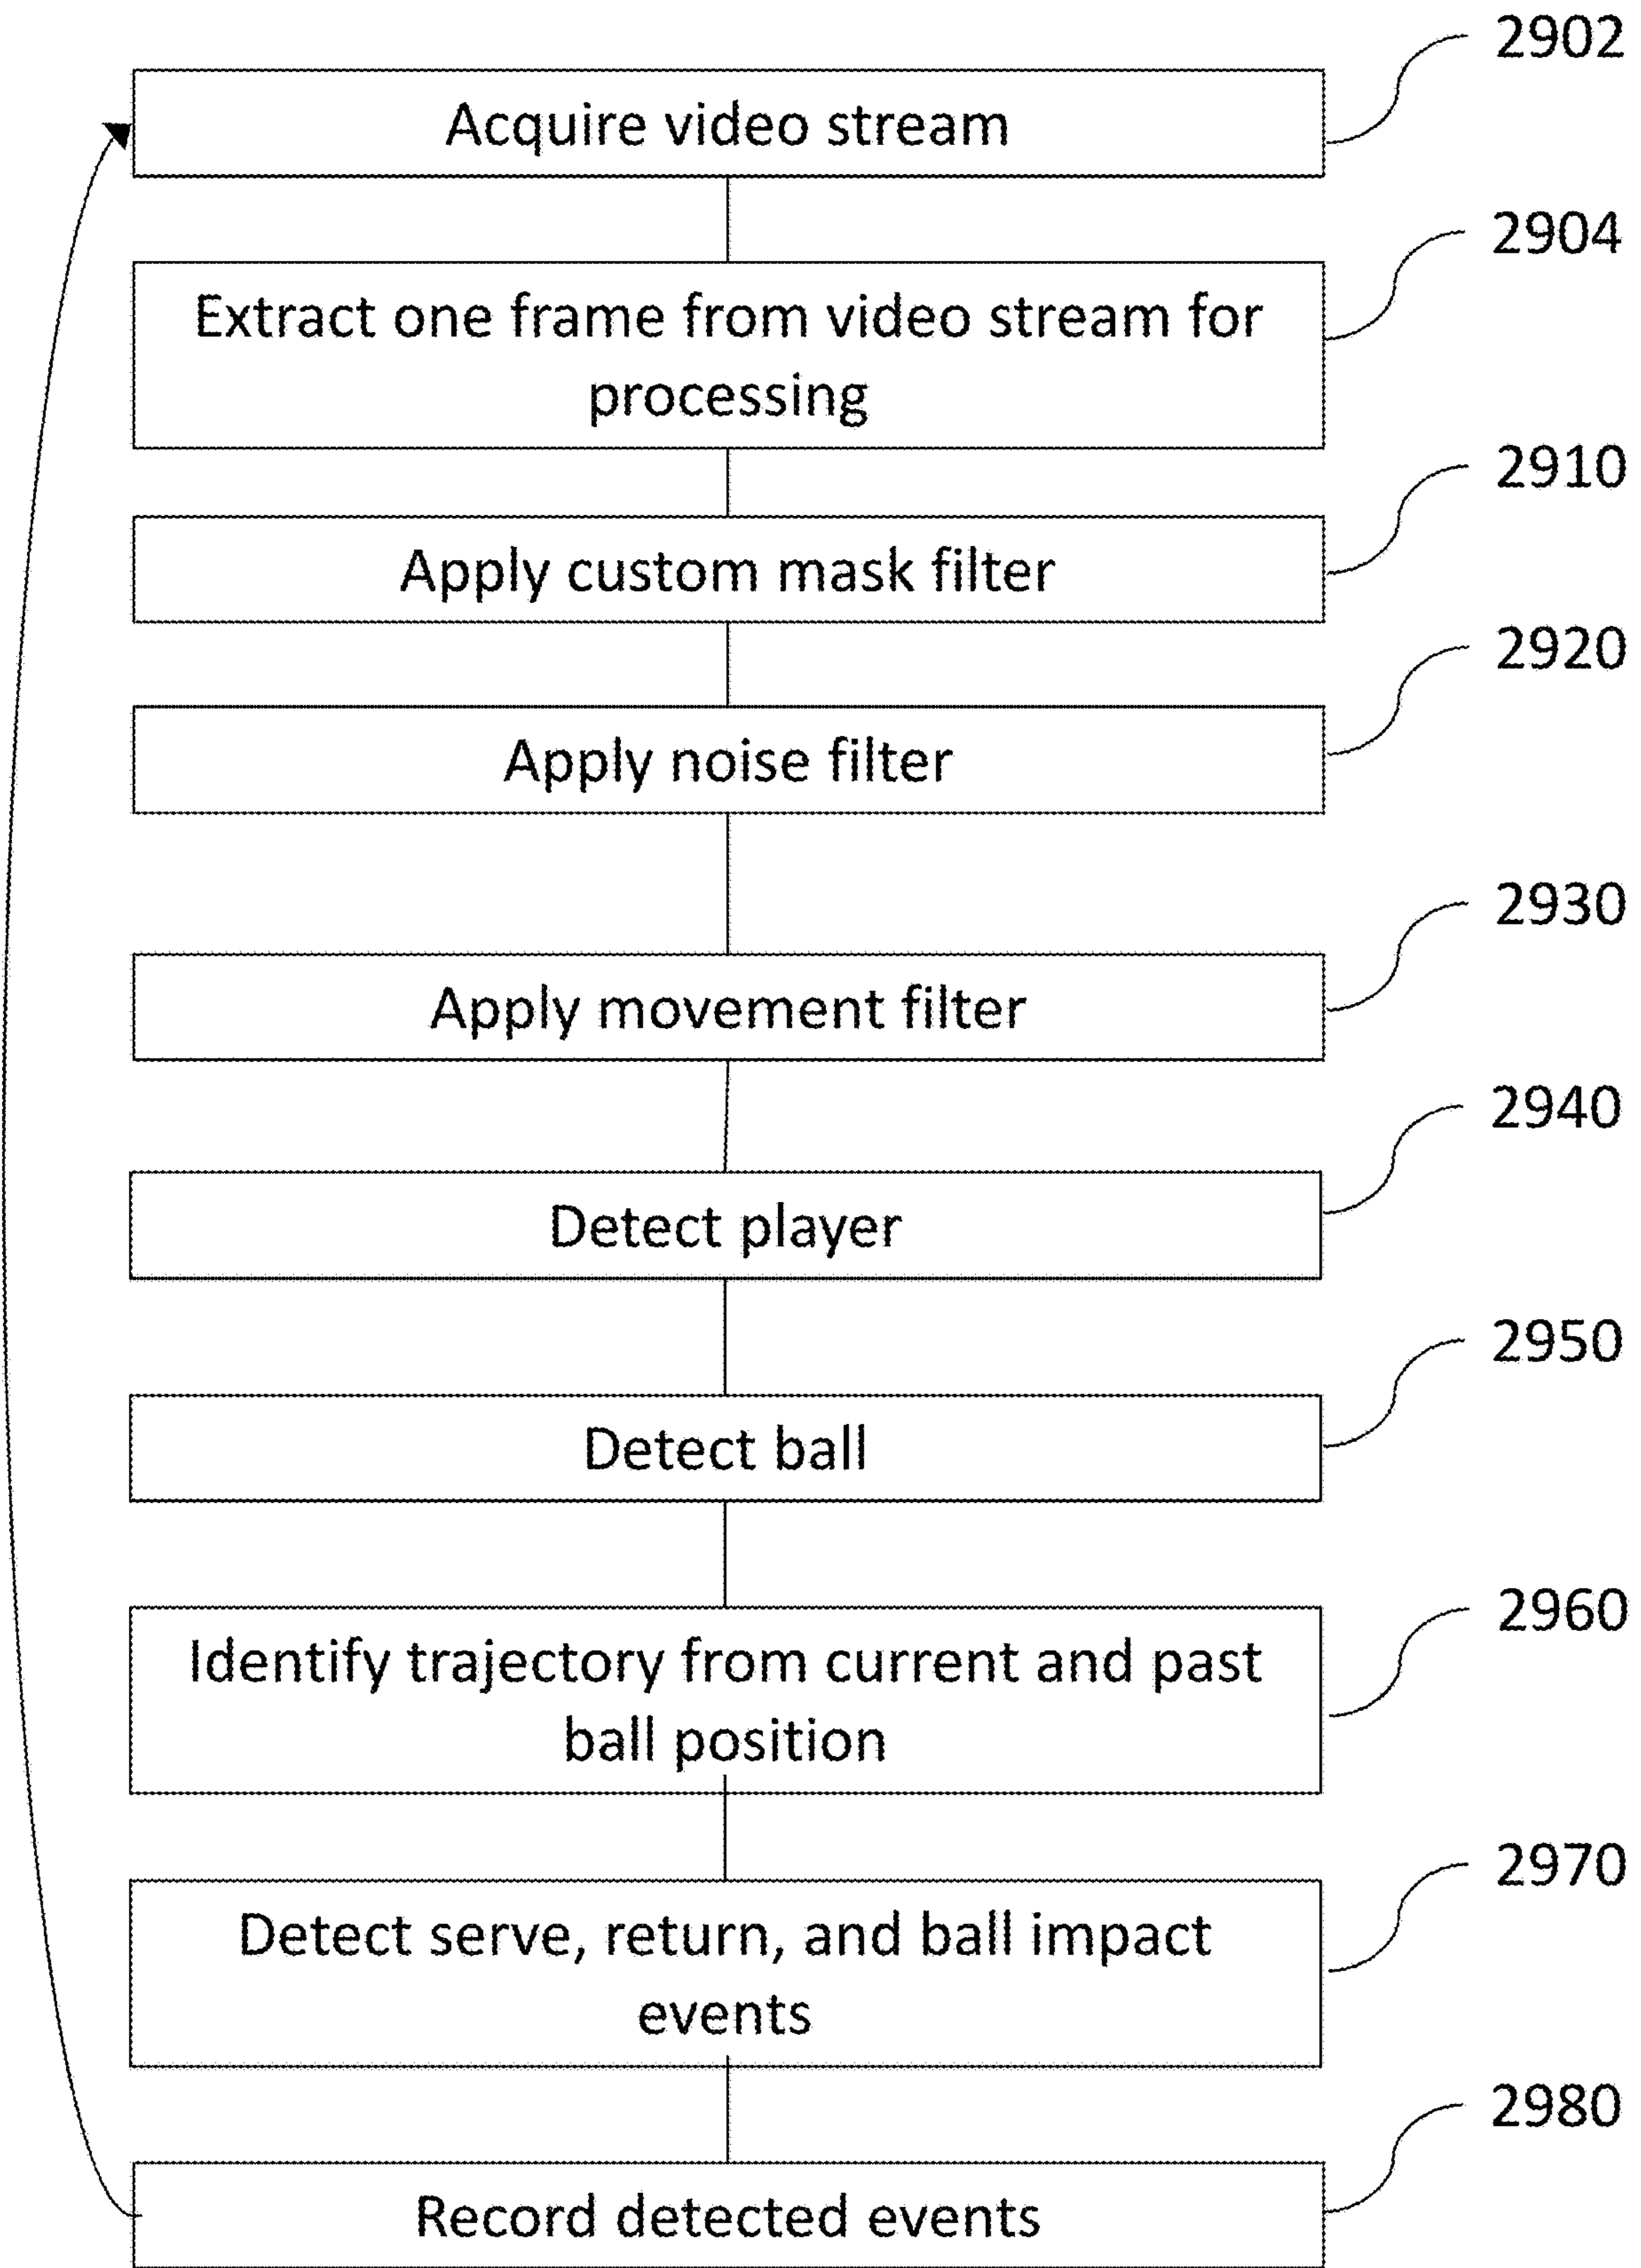 2902
Acquire video stream
2904
Extract one frame from video stream for
processing
2910
Apply custom mask filter
2920
Apply noise filter
2930
Apply movement filter
2940
Detect player
2950
Detect ball
2960
Identify trajectory from current and past
ball position
2970
Detect serve, return, and ball impact
events
2980
Record detected events